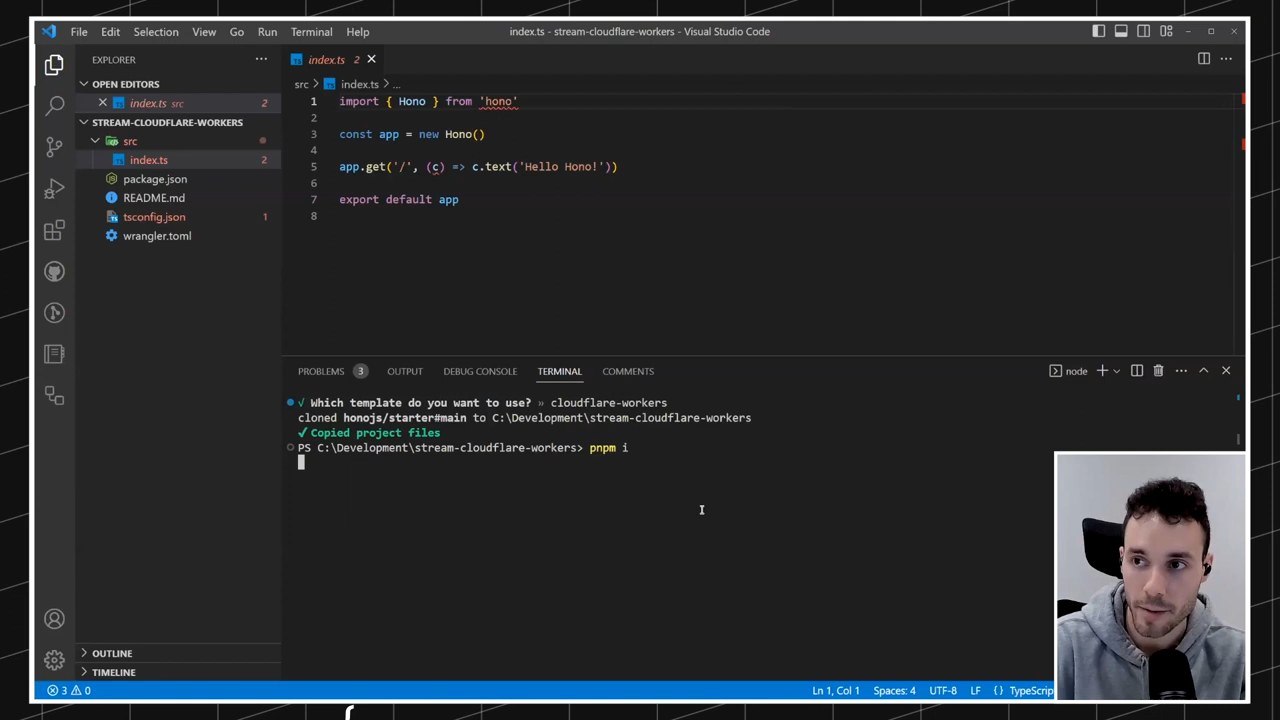 File Edit Selection View Go Run Terminal Help
index.ts - stream-cloudflare-workers - Visual Studio Code
EXPLORER
OPEN EDITORS
index.ts src 2
STREAM-CLOUDFLARE-WORKERS
src
index.ts 2
package.json
README.md
tsconfig.json 1
wrangler.toml
OUTLINE
TIMELINE
index.ts 2
src > index.ts > ...
1 import { Hono } from 'hono'
2
3 const app = new Hono()
4
5 app.get('/', (c) => c.text('Hello Hono!'))
6
7 export default app
8
PROBLEMS 3 OUTPUT DEBUG CONSOLE TERMINAL COMMENTS
node
√ Which template do you want to use? » cloudflare-workers
cloned honojs/starter#main to C:\Development\stream-cloudflare-workers
✔ Copied project files
PS C:\Development\stream-cloudflare-workers> pnpm i
3 0
Ln 1, Col 1 Spaces: 4 UTF-8 LF {} TypeScrip
{